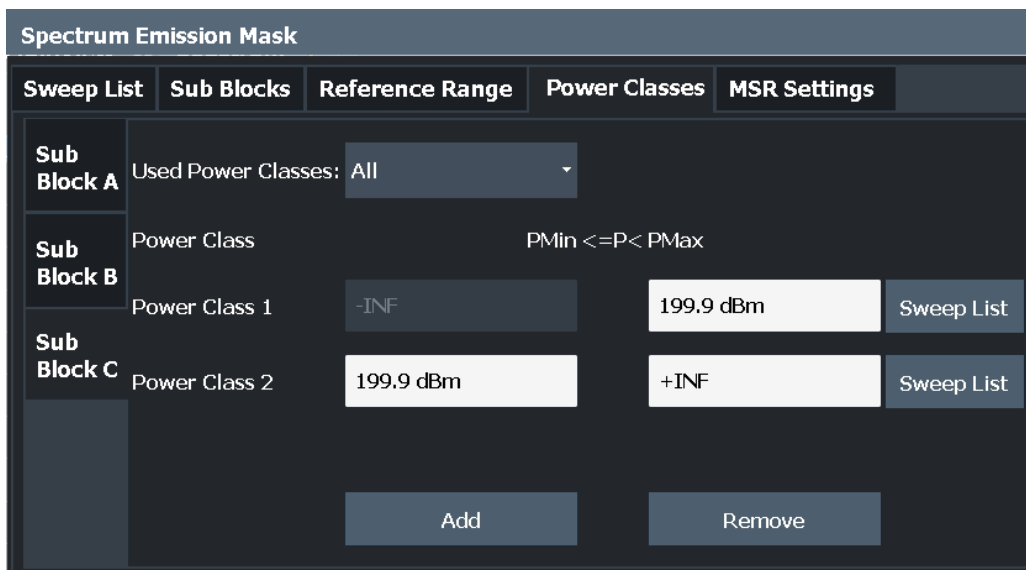 Spectrum Emission Mask
Sweep List Sub Blocks Reference Range Power Classes MSR Settings
Sub
Block A
Used Power Classes: All
Sub
Block B
Power Class PMin <=P< PMax
Power Class 1 -INF 199.9 dBm Sweep List
Sub
Block C
Power Class 2 199.9 dBm +INF Sweep List
Add Remove